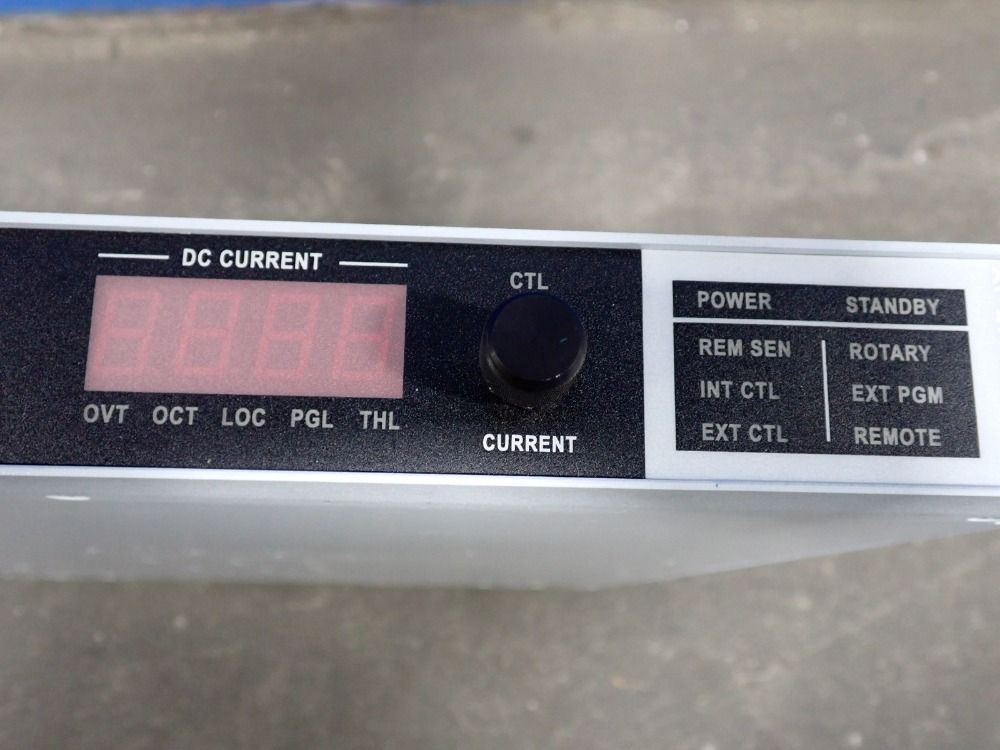 DC CURRENT
OVT OCT LOC PGL THL
CTL
CURRENT
POWER STANDBY
REM SEN ROTARY
INT CTL EXT PGM
EXT CTL REMOTE